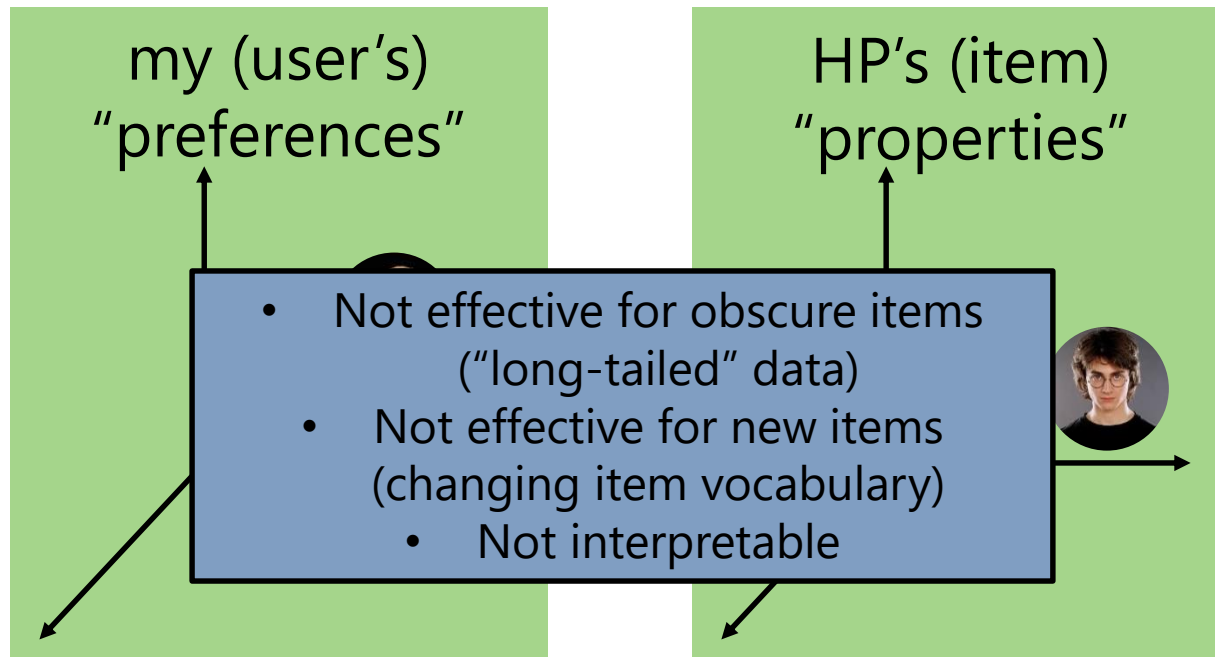 my (user’s)
“preferences”
HP’s (item)
“properties”
• Not effective for obscure items
(“long-tailed” data)
• Not effective for new items
(changing item vocabulary)
• Not interpretable